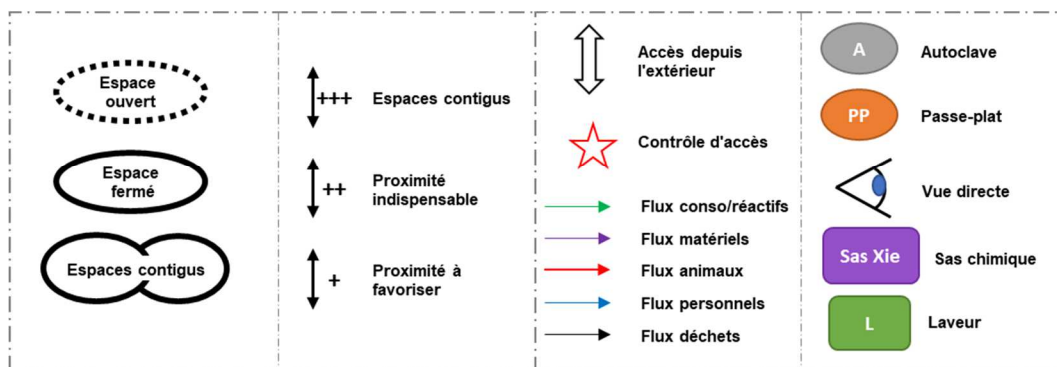 Espace
ouvert
Espace
fermé
Espaces contigus
+++ Espaces contigus
++ Proximité
indispensable
+ Proximité à
favoriser
Accès depuis
l'extérieur
Contrôle d'accès
Flux conso/réactifs
Flux matériels
Flux animaux
Flux personnels
Flux déchets
A Autoclave
PP Passe-plat
Vue directe
Sas Xie Sas chimique
L Laveur